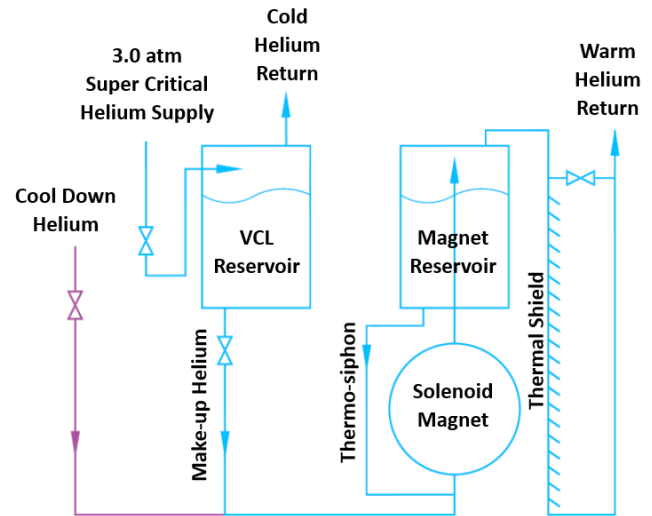 Cold
Helium
Return
3.0 atm
Super Critical
Helium Supply
Warm
Helium
Return
Cool Down
Helium
VCL
Reservoir
Magnet
Reservoir
Make-up Helium
Thermo-siphon
Solenoid
Magnet
Thermal Shield